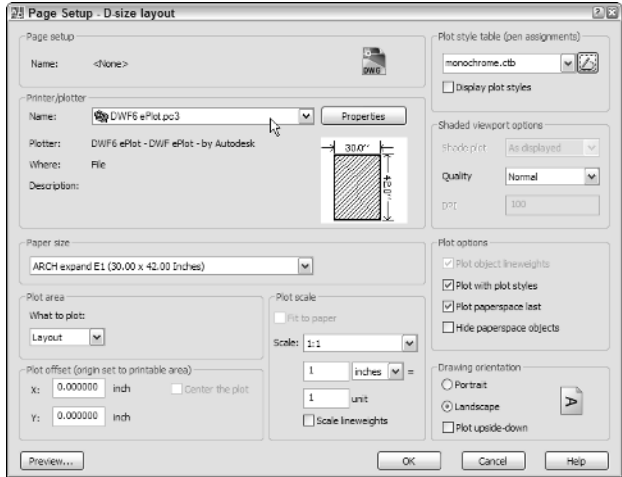 Page Setup - D-size layout
Page setup
Name: <None>
DWG
Printer/plotter
Name: DWF6 ePlot.pc3 Properties
Plotter: DWF6 ePlot - DWF ePlot - by Autodesk
Where: File
Description:
30.0''
42.0''
Paper size
ARCH expand E1 (30.00 x 42.00 Inches)
Plot area
What to plot:
Layout
Plot offset (origin set to printable area)
X: 0.000000 inch Center the plot
Y: 0.000000 inch
Plot scale
Fit to paper
Scale: 1:1
1 inches =
1 unit
Scale lineweights
Plot style table (pen assignments)
monochrome.ctb
Display plot styles
Shaded viewport options
Shade plot As displayed
Quality Normal
DPI 100
Plot options
Plot object lineweights
Plot with plot styles
Plot paperspace last
Hide paperspace objects
Drawing orientation
Portrait
Landscape
A
Plot upside-down
Preview... OK Cancel Help